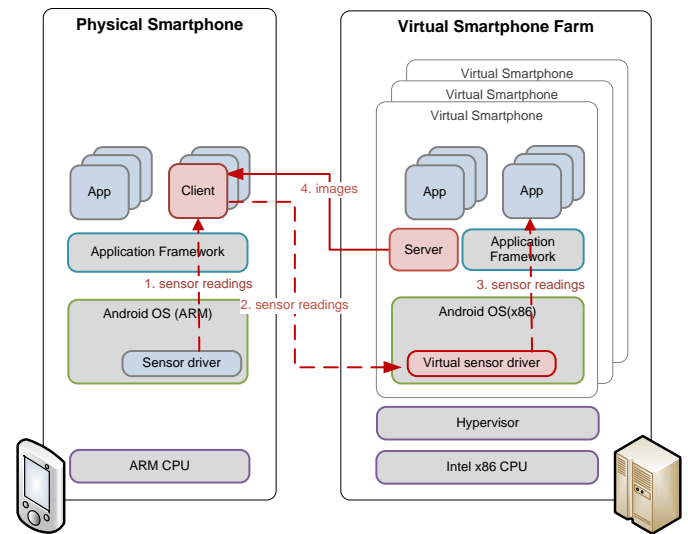 Physical Smartphone
Virtual Smartphone Farm
Virtual Smartphone
Virtual Smartphone
Virtual Smartphone
App
Client
4. images
App
App
Application Framework
Server
Application
Framework
1. sensor readings
2. sensor readings
3. sensor readings
Android OS (ARM)
Android OS(x86)
Sensor driver
Virtual sensor driver
Hypervisor
ARM CPU
Intel x86 CPU